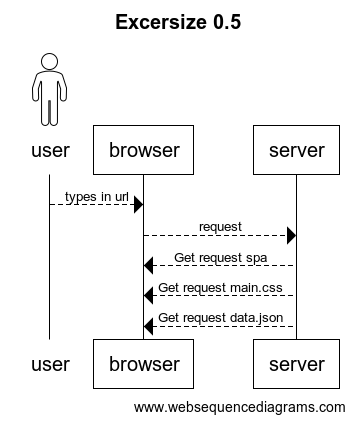 Excersize 0.5
user
browser
server
types in url
request
Get request spa
Get request main.css
Get request data.json
user
browser
server
www.websequencediagrams.com